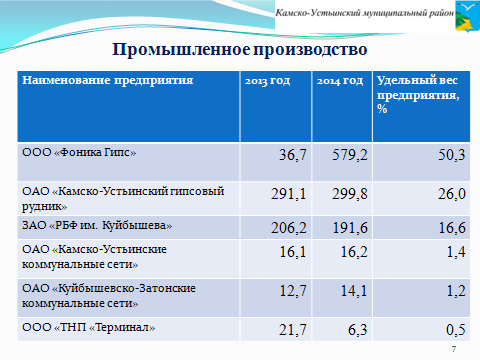 Камско-Устьинский муниципальный район
Промышленное производство
Наименование предприятия 2013 год 2014 год Удельный вес
предприятия,
%
ООО «Фоника Гипс» 36,7 579,2 50,3
ОАО «Камско-Устьинский гипсовый
рудник» 291,1 299,8 26,0
ЗАО «РБФ им. Куйбышева» 206,2 191,6 16,6
ОАО «Камско-Устьинские
коммунальные сети» 16,1 16,2 1,4
ОАО «Куйбышевско-Затонские
коммунальные сети» 12,7 14,1 1,2
ООО «ТНП «Терминал» 21,7 6,3 0,5
7